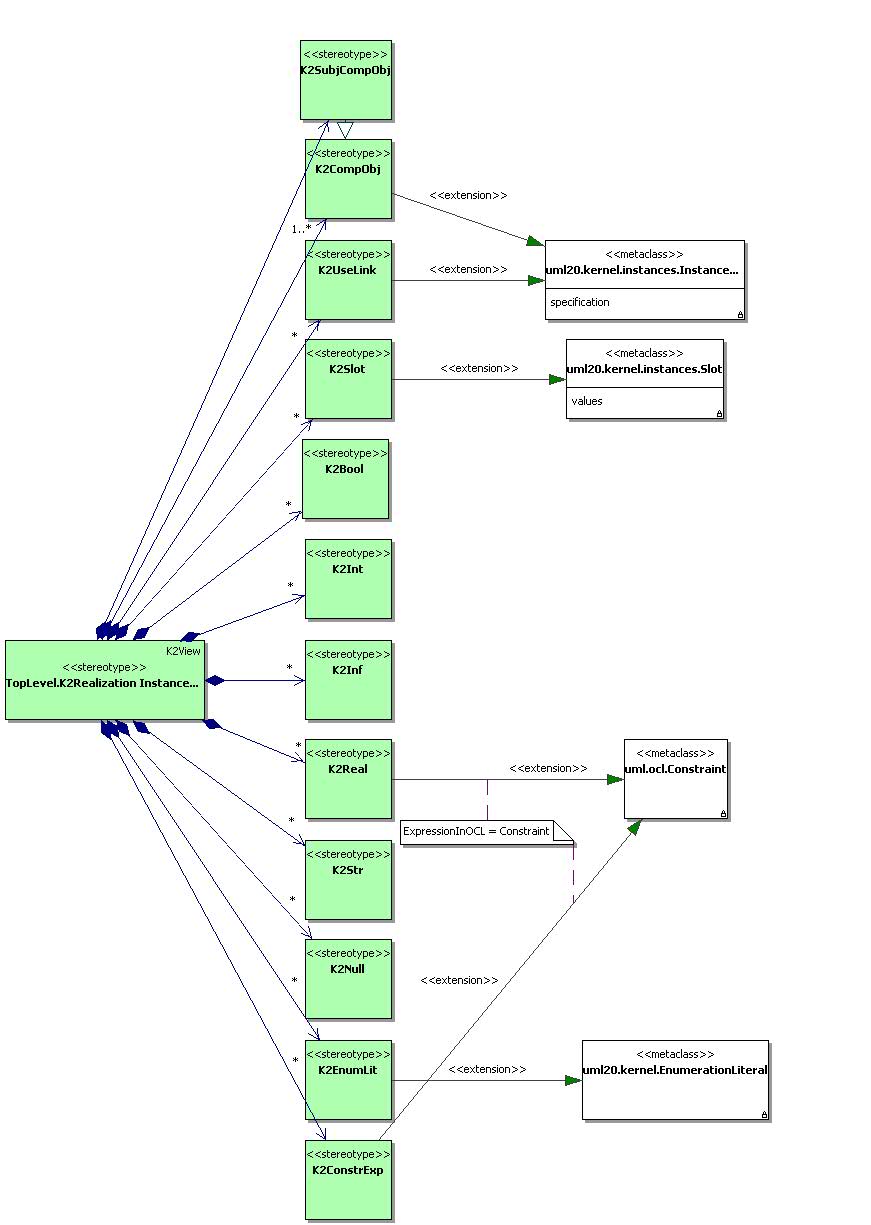 <<stereotype>>
K2SubjCompObj
<<stereotype>>
K2CompObj
<<extension>>
1..*
<<stereotype>>
K2UseLink
<<extension>>
<<metaclass>>
uml20.kernel.instances.Instance...
specification
*
<<stereotype>>
K2Slot
<<extension>>
<<metaclass>>
uml20.kernel.instances.Slot
values
*
<<stereotype>>
K2Bool
*
<<stereotype>>
K2Int
*
K2View
<<stereotype>>
TopLevel.K2Realization Instance...
*
<<stereotype>>
K2Inf
*
<<stereotype>>
K2Real
<<extension>>
<<metaclass>>
uml.ocl.Constraint
ExpressionInOCL = Constraint
*
<<stereotype>>
K2Str
*
<<stereotype>>
K2Null
<<extension>>
*
<<stereotype>>
K2EnumLit
<<extension>>
<<metaclass>>
uml20.kernel.EnumerationLiteral
*
<<stereotype>>
K2ConstrExp